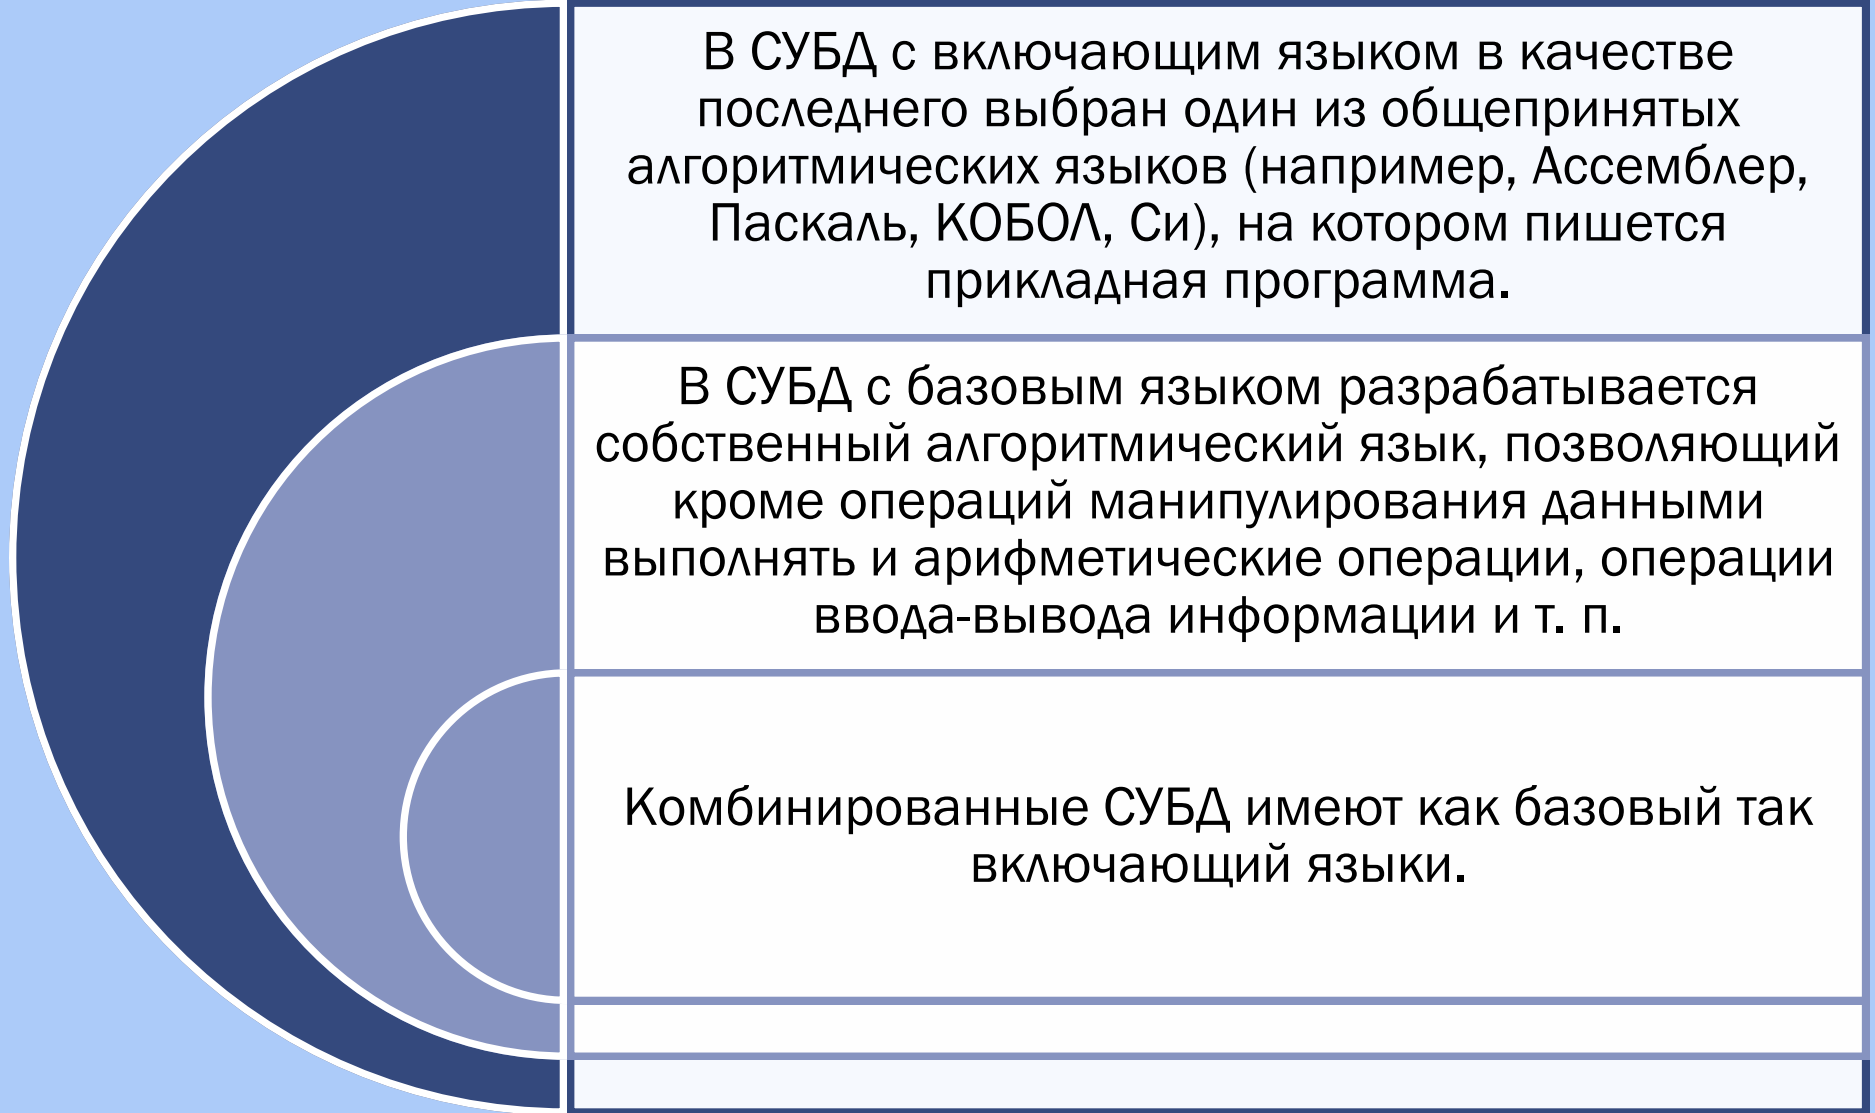 В СУБД с включающим языком в качестве
последнего выбран один из общепринятых
алгоритмических языков (например, Ассемблер,
Паскаль, КОБОЛ, Си), на котором пишется
прикладная программа.
В СУБД с базовым языком разрабатывается
собственный алгоритмический язык, позволяющий
кроме операций манипулирования данными
выполнять и арифметические операции, операции
ввода-вывода информации и т. п.
Комбинированные СУБД имеют как базовый так
включающий языки.